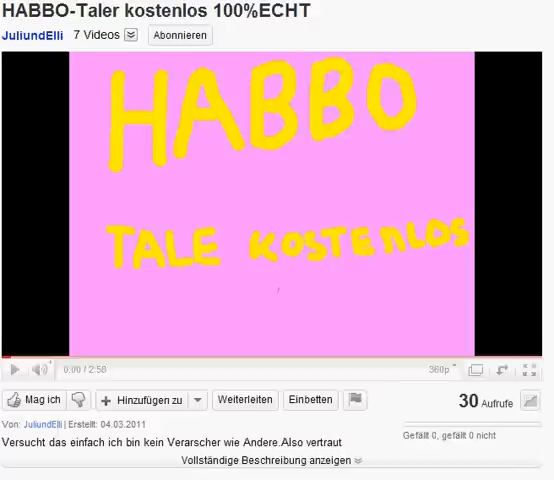 HABBO-Taler kostenlos 100%ECHT
JuliundElli 7 Videos Abonnieren
HABBO
TALE KOSTENLOS
0:00 / 2:58 360p
Mag ich Hinzufügen zu Weiterleiten Einbetten 30 Aufrufe
Von: JuliundElli | Erstellt: 04.03.2011
Gefällt 0, gefällt 0 nicht
Versucht das einfach ich bin kein Verarscher wie Andere.Also vertraut
Vollständige Beschreibung anzeigen